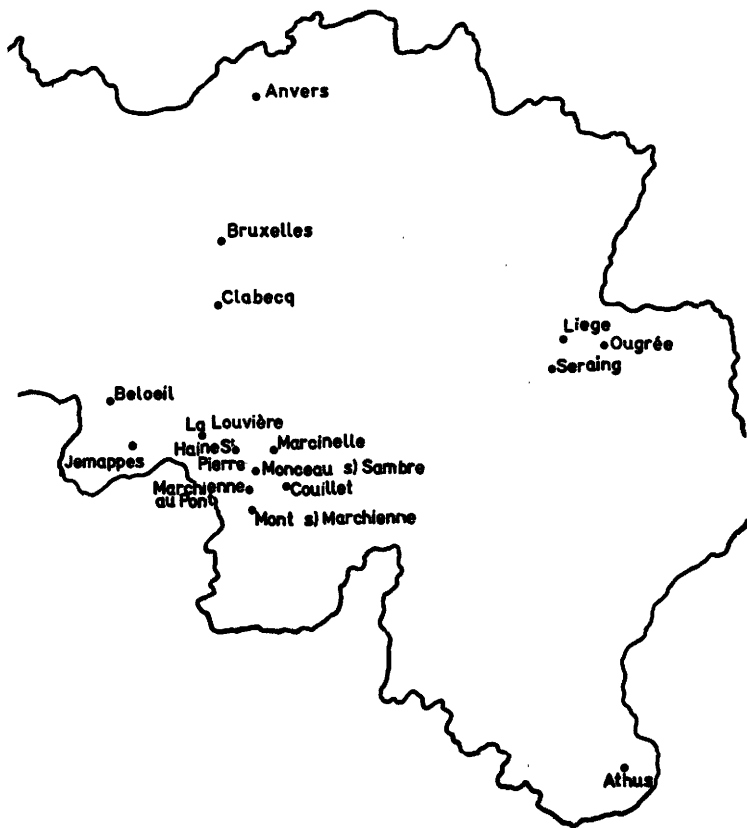 Anvers
Bruxelles
Clabecq
Liege
Ougrée
Seraing
Beloeil
La Louvière
Haine St
Pierre
Marcinelle
Jemappes
Monceau s) Sambre
Marchienne
au Pont
Couillet
Mont s) Marchienne
Athus